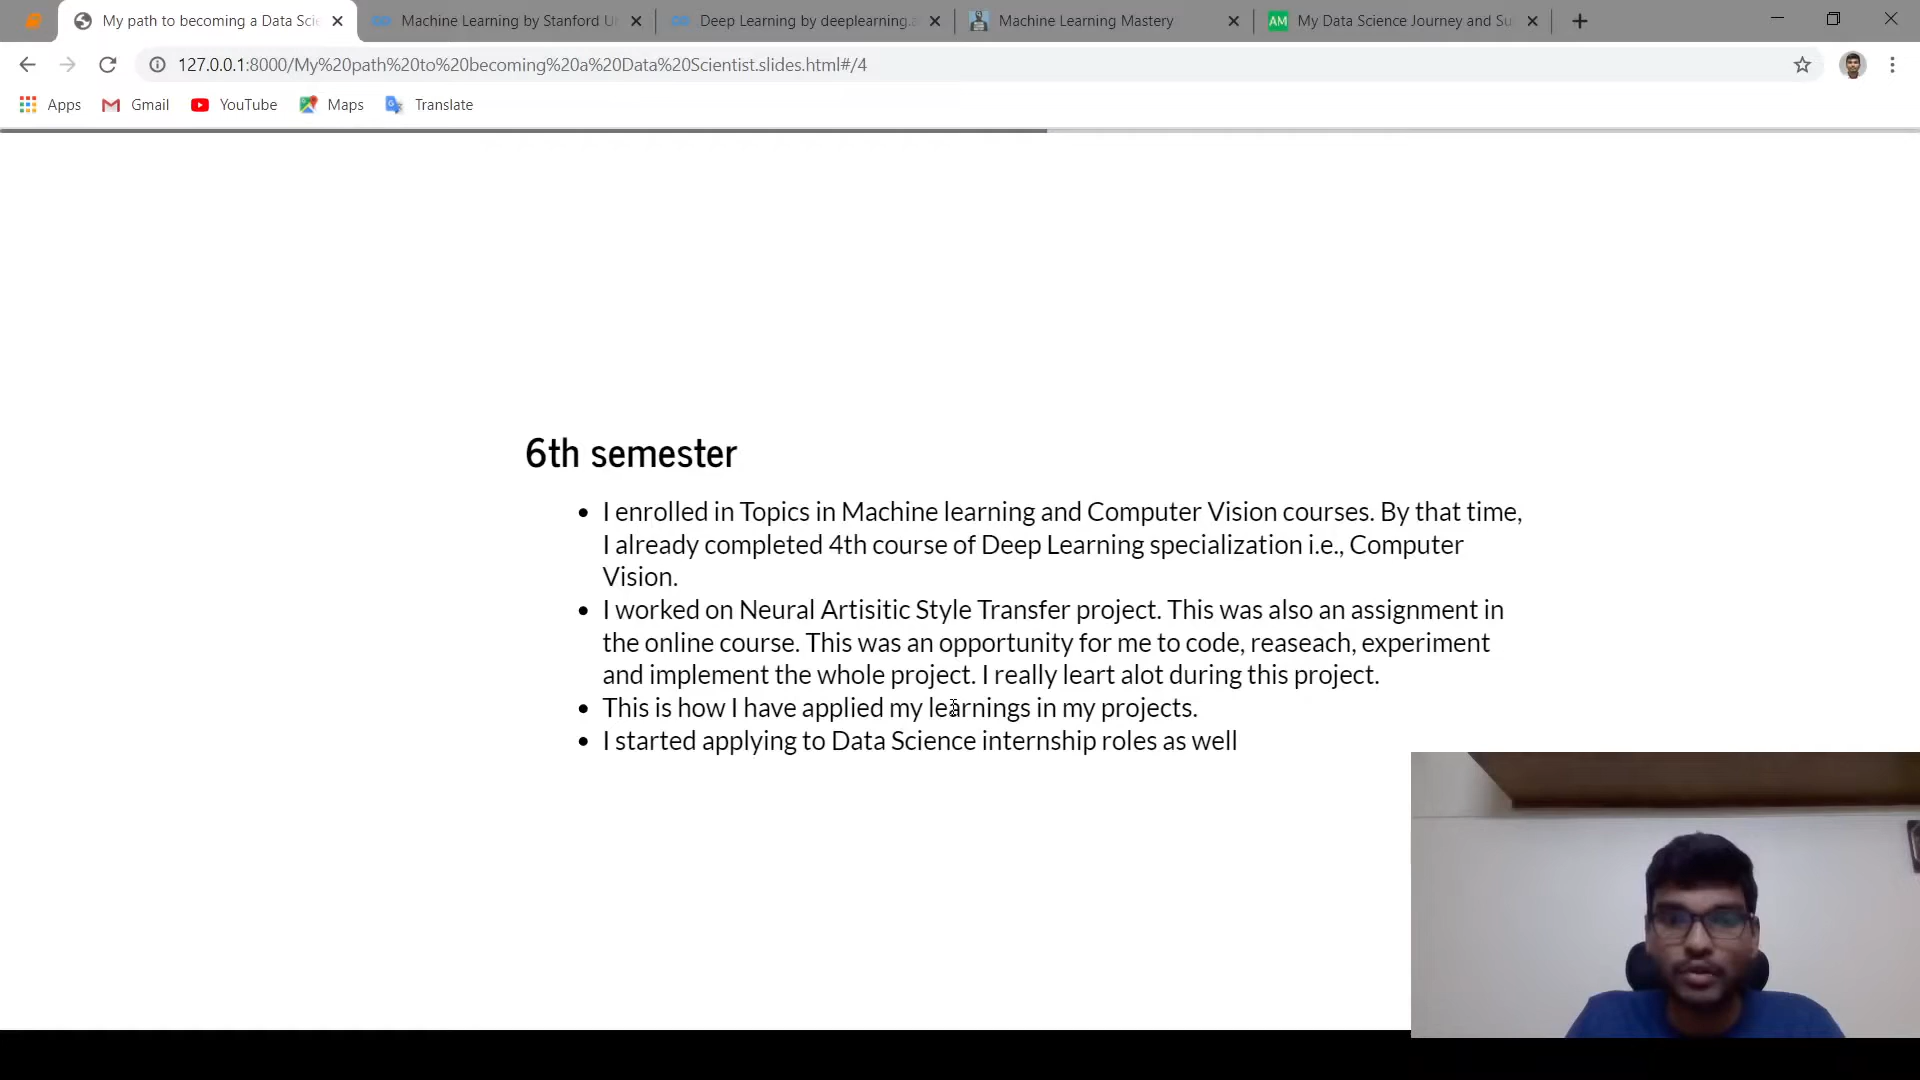 My path to becoming a Data Scie
Machine Learning by Stanford U
Deep Learning by deeplearning.a
Machine Learning Mastery
AM My Data Science Journey and Su
127.0.0.1:8000/My%20path%20to%20becoming%20a%20Data%20Scientist.slides.html#/4
Apps Gmail YouTube Maps Translate
6th semester
• I enrolled in Topics in Machine learning and Computer Vision courses. By that time,
I already completed 4th course of Deep Learning specialization i.e., Computer
Vision.
• I worked on Neural Artisitic Style Transfer project. This was also an assignment in
the online course. This was an opportunity for me to code, reaseach, experiment
and implement the whole project. I really leart alot during this project.
• This is how I have applied my learnings in my projects.
• I started applying to Data Science internship roles as well